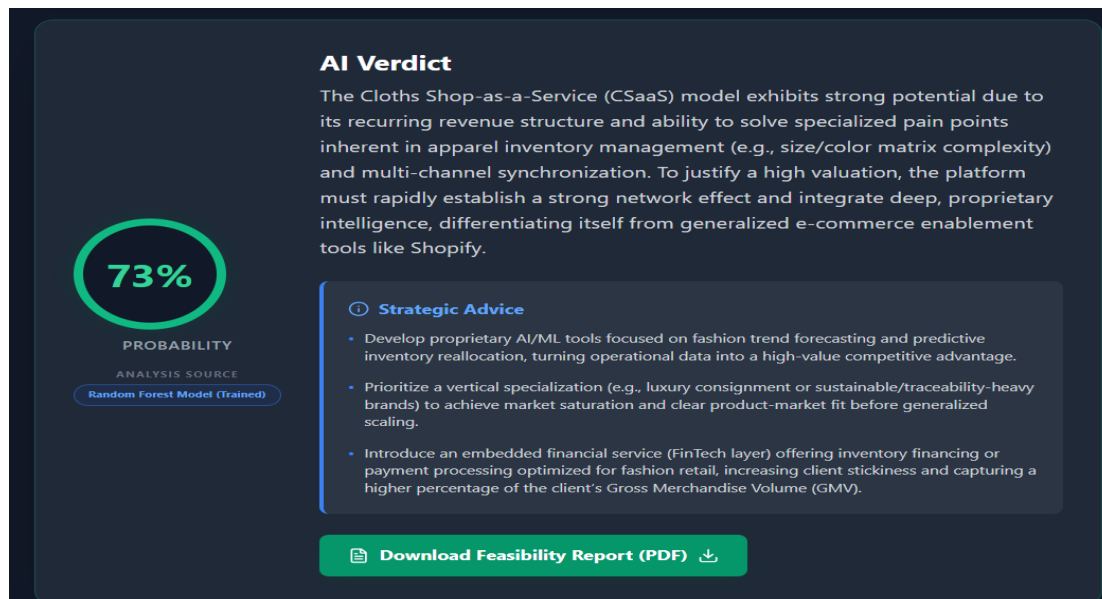 AI Verdict
The Cloths Shop-as-a-Service (CSaaS) model exhibits strong potential due to
its recurring revenue structure and ability to solve specialized pain points
inherent in apparel inventory management (e.g., size/color matrix complexity)
and multi-channel synchronization. To justify a high valuation, the platform
must rapidly establish a strong network effect and integrate deep, proprietary
intelligence, differentiating itself from generalized e-commerce enablement
tools like Shopify.
73%
PROBABILITY
ANALYSIS SOURCE
Random Forest Model (Trained)
Strategic Advice
• Develop proprietary AI/ML tools focused on fashion trend forecasting and predictive
inventory reallocation, turning operational data into a high-value competitive advantage.
• Prioritize a vertical specialization (e.g., luxury consignment or sustainable/traceability-heavy
brands) to achieve market saturation and clear product-market fit before generalized
scaling.
• Introduce an embedded financial service (FinTech layer) offering inventory financing or
payment processing optimized for fashion retail, increasing client stickiness and capturing a
higher percentage of the client's Gross Merchandise Volume (GMV).
Download Feasibility Report (PDF)